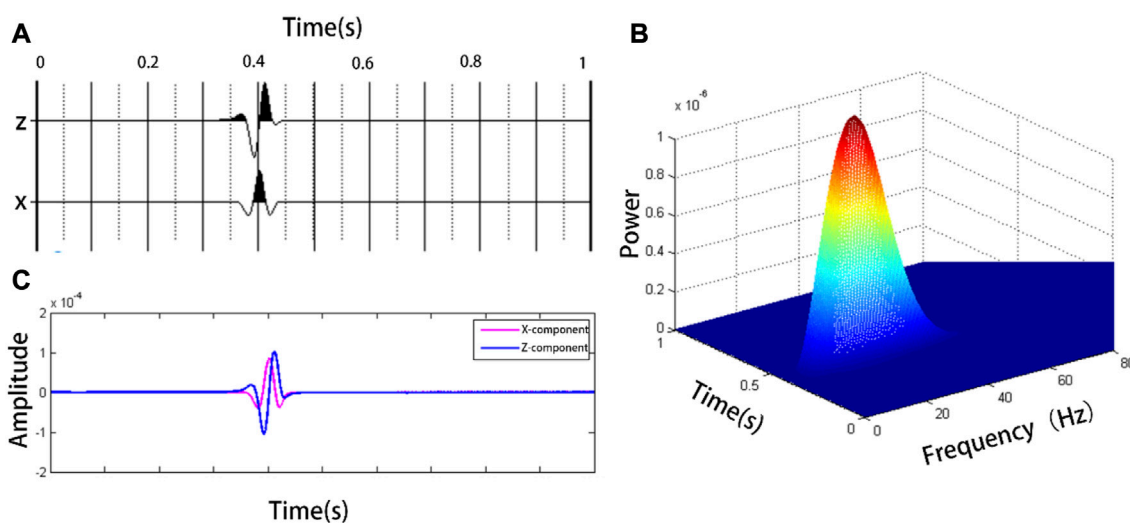 A
Time(s)
0 0.2 0.4 0.6 0.8 1
Z
X
B
x 10⁻⁶
1
0.8
0.6
0.4
0.2
0
Power
1
0.5
0
Time(s)
0
20
40
60
80
Frequency (Hz)
C
x 10⁻⁴
2
1
0
-1
-2
Amplitude
X-component
Z-component
Time(s)